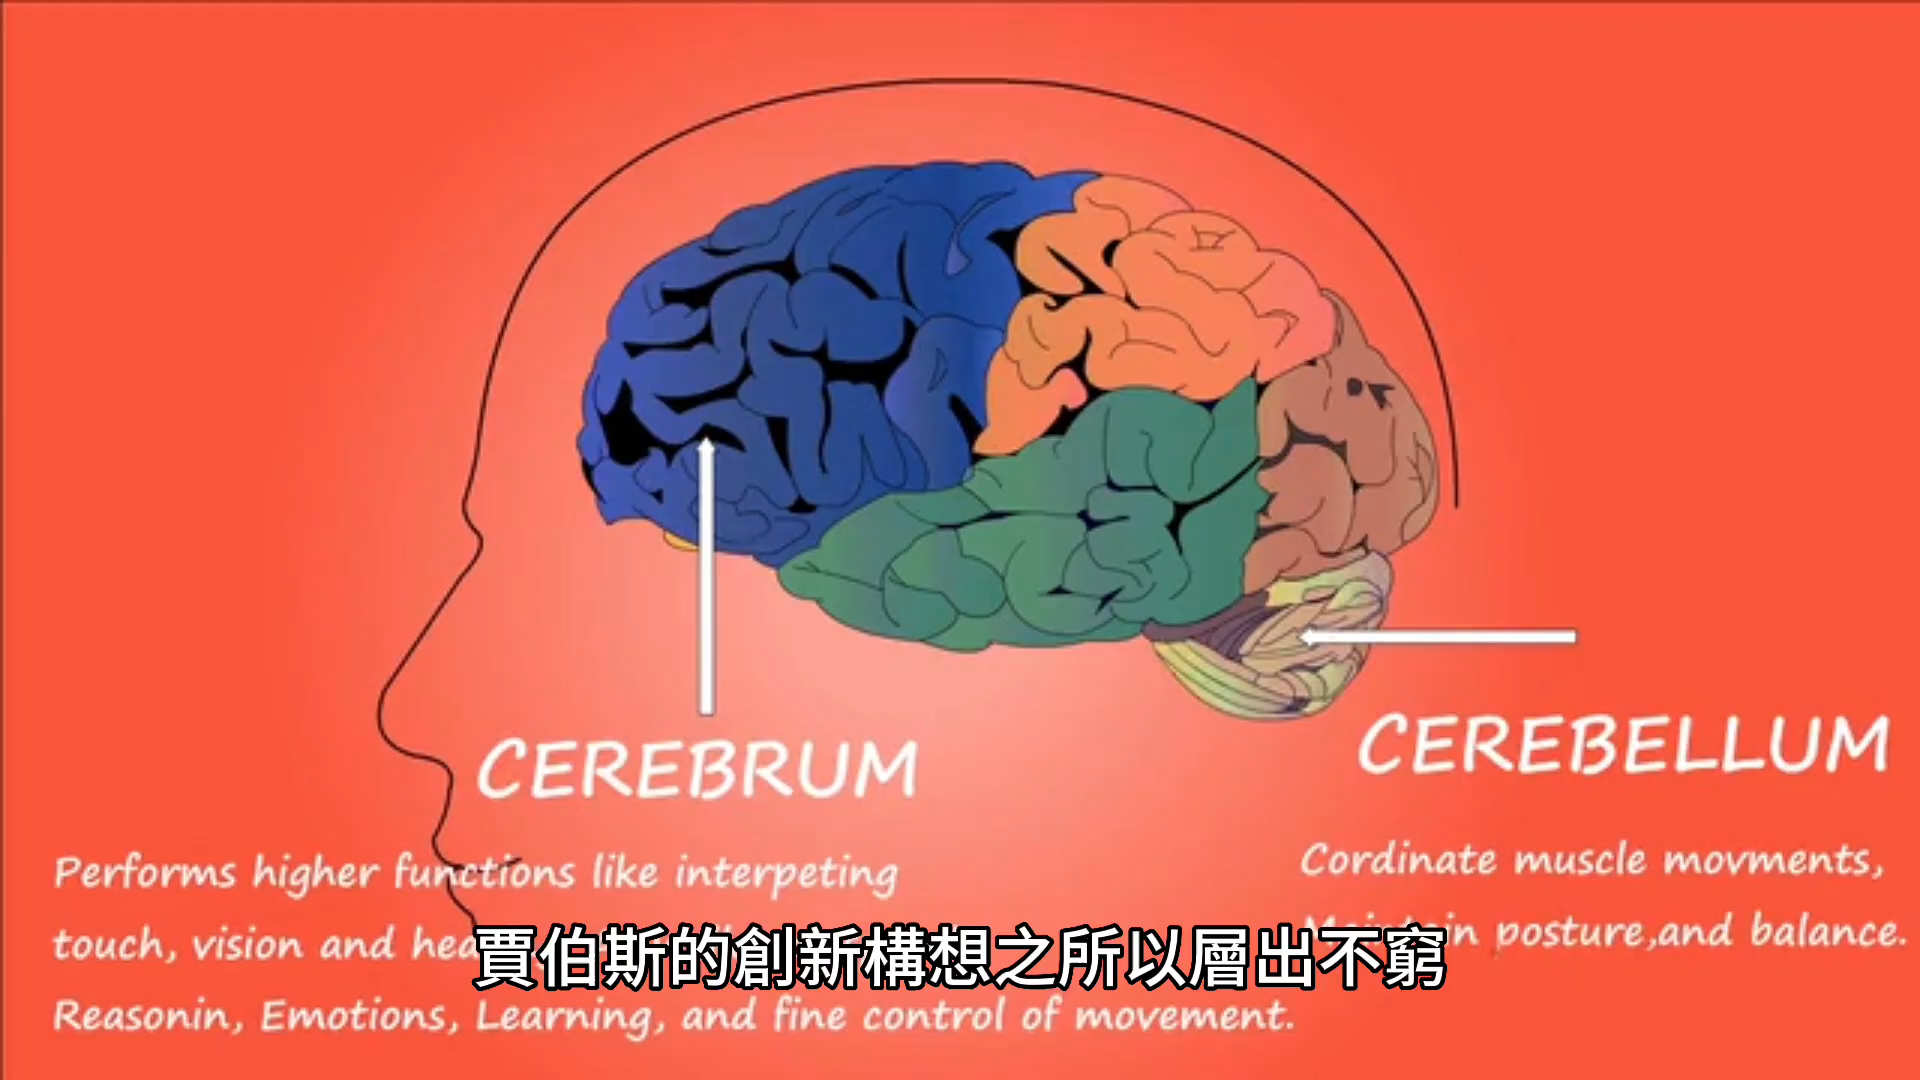 CEREBRUM
CEREBELLUM
Performs higher functions like interpeting
touch, vision and
Reasonin, Emotions, Learning, and fine control of movement.
Cordinate muscle movments,
posture,and balance.
賈伯斯的創新構想之所以層出不窮